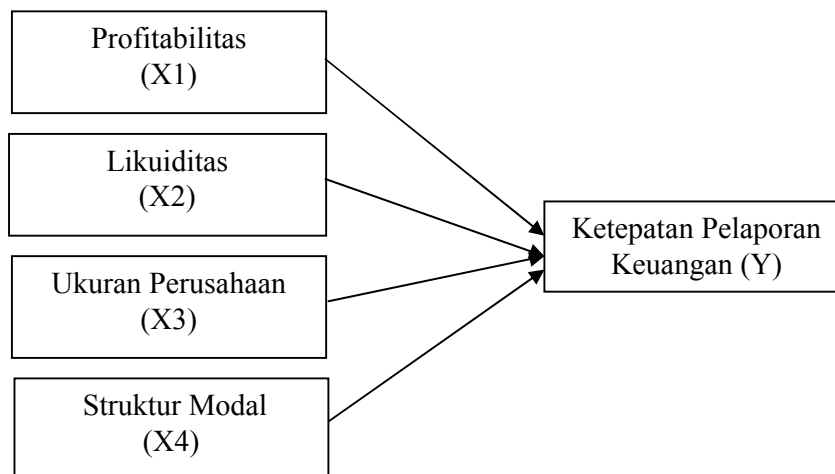 Profitabilitas
(X1)
Likuiditas
(X2)
Ukuran Perusahaan
(X3)
Struktur Modal
(X4)
Ketepatan Pelaporan
Keuangan (Y)